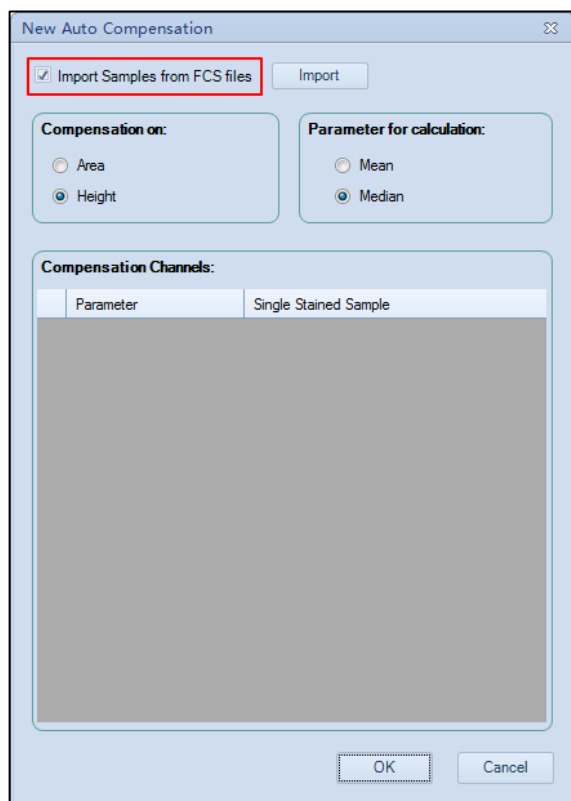 New Auto Compensation
Import Samples from FCS files Import
Compensation on: Parameter for calculation:
Area Mean
Height Median
Compensation Channels:
Parameter Single Stained Sample
OK Cancel